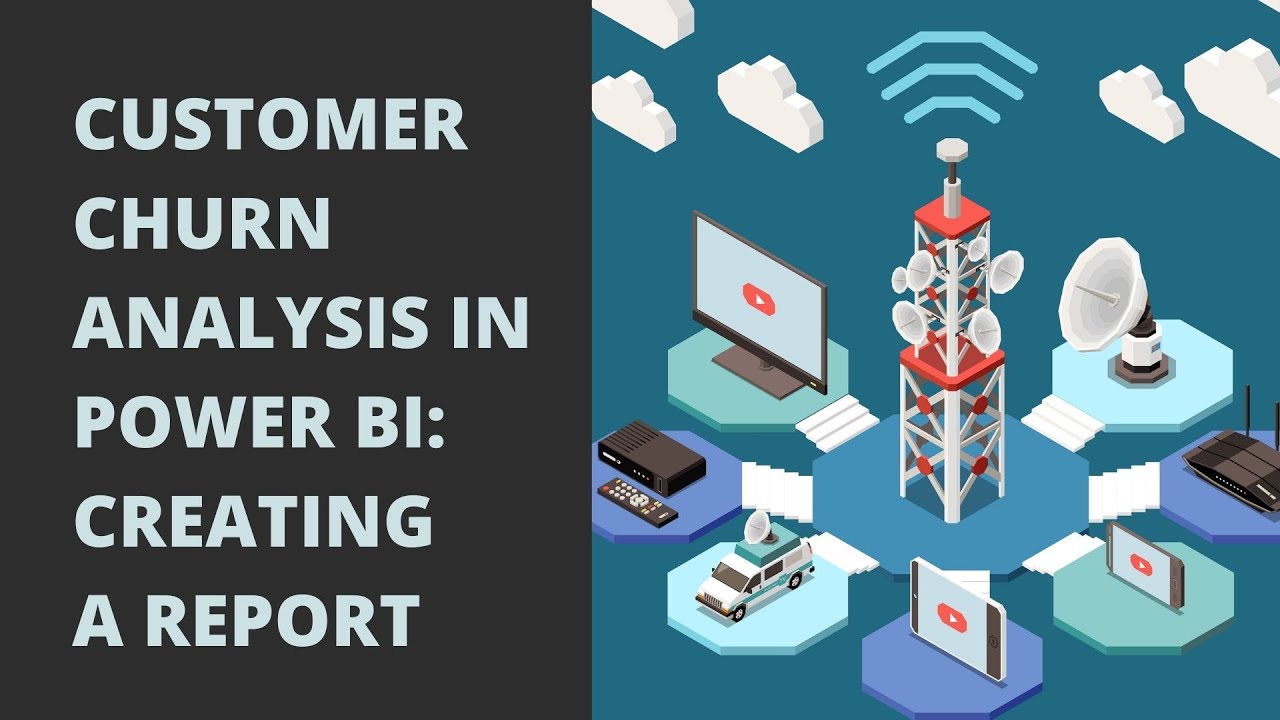 CUSTOMER
CHURN
ANALYSIS IN
POWER BI:
CREATING
A REPORT